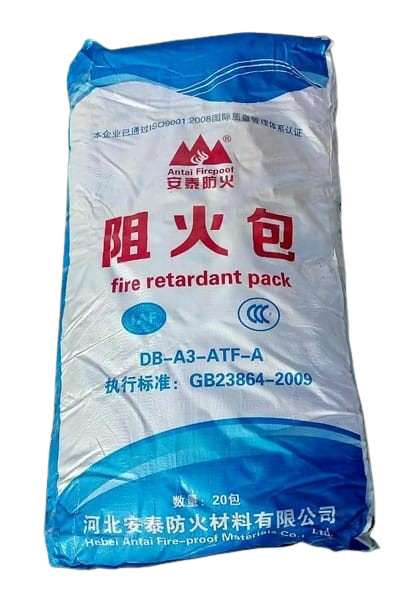 本企业已通过ISO9001:2008国际质量管理体系认证
®
Antai Firepoof
安泰防火
阻火包
fire retardant pack
IAF
CCC
DB-A3-ATF-A
执行标准：GB23864-2009
数量：20包
河北安泰防火材料有限公司
Hebei Antai Fire-proof Materials Co., Ltd.